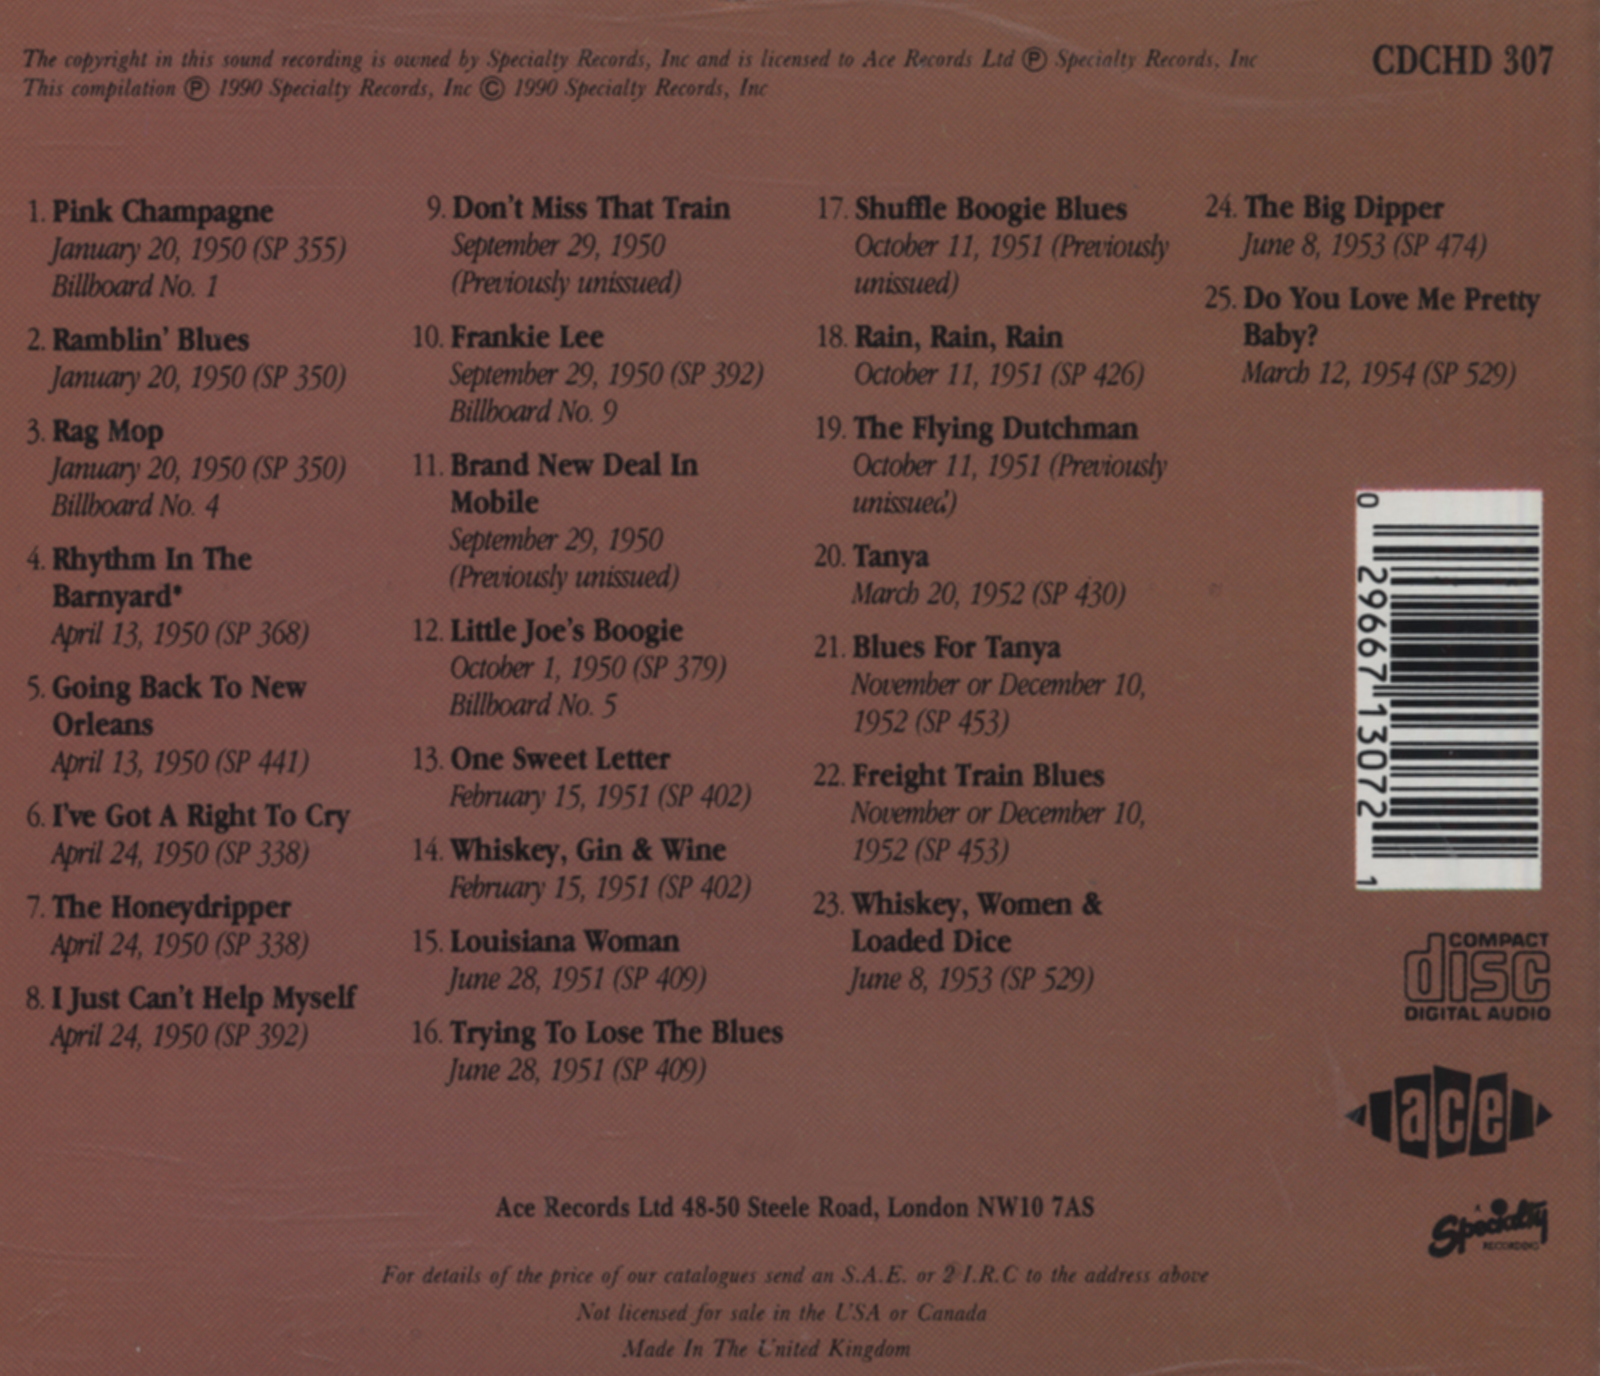 The copyright in this sound recording is owned by Specialty Records, Inc and is licensed to Ace Records Ltd Ⓟ Specialty Records, Inc
This compilation Ⓟ 1990 Specialty Records, Inc © 1990 Specialty Records, Inc
CDCHD 307
1. Pink Champagne
January 20, 1950 (SP 355)
Billboard No. 1
2. Ramblin' Blues
January 20, 1950 (SP 350)
3. Rag Mop
January 20, 1950 (SP 350)
Billboard No. 4
4. Rhythm In The
Barnyard*
April 13, 1950 (SP 368)
5. Going Back To New
Orleans
April 13, 1950 (SP 441)
6. I've Got A Right To Cry
April 24, 1950 (SP 338)
7. The Honeydripper
April 24, 1950 (SP 338)
8. I Just Can't Help Myself
April 24, 1950 (SP 392)
9. Don't Miss That Train
September 29, 1950
(Previously unissued)
10. Frankie Lee
September 29, 1950 (SP 392)
Billboard No. 9
11. Brand New Deal In
Mobile
September 29, 1950
(Previously unissued)
12. Little Joe's Boogie
October 1, 1950 (SP 379)
Billboard No. 5
13. One Sweet Letter
February 15, 1951 (SP 402)
14. Whiskey, Gin & Wine
February 15, 1951 (SP 402)
15. Louisiana Woman
June 28, 1951 (SP 409)
16. Trying To Lose The Blues
June 28, 1951 (SP 409)
17. Shuffle Boogie Blues
October 11, 1951 (Previously
unissued)
18. Rain, Rain, Rain
October 11, 1951 (SP 426)
19. The Flying Dutchman
October 11, 1951 (Previously
unissued)
20. Tanya
March 20, 1952 (SP 430)
21. Blues For Tanya
November or December 10,
1952 (SP 453)
22. Freight Train Blues
November or December 10,
1952 (SP 453)
23. Whiskey, Women &
Loaded Dice
June 8, 1953 (SP 529)
24. The Big Dipper
June 8, 1953 (SP 474)
25. Do You Love Me Pretty
Baby?
March 12, 1954 (SP 529)
0 29667 13072 1
COMPACT
disc
DIGITAL AUDIO
ace
A
Specialty
RECORDING
Ace Records Ltd 48-50 Steele Road, London NW10 7AS
For details of the price of our catalogues send an S.A.E. or 2 I.R.C to the address above
Not licensed for sale in the USA or Canada
Made In The United Kingdom